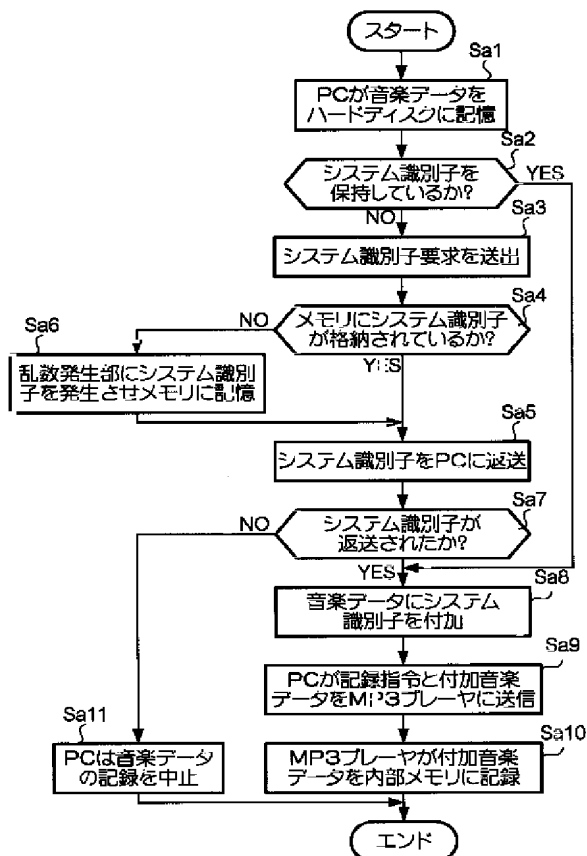 スタート
Sa1
PCが音楽データを
ハードディスクに記憶
Sa2
システム識別子を
保持しているか?
YES
NO
Sa3
システム識別子要求を送出
Sa4
メモリにシステム識別子
が格納されているか?
NO
YES
Sa6
乱数発生部にシステム識別
子を発生させメモリに記憶
Sa5
システム識別子をPCに返送
Sa7
システム識別子が
返送されたか?
NO
YES
Sa8
音楽データにシステム
識別子を付加
Sa9
PCが記録指令と付加音楽
データをMP3プレーヤに送信
Sa11
PCは音楽データ
の記録を中止
Sa10
MP3プレーヤが付加音楽
データを内部メモリに記録
エンド